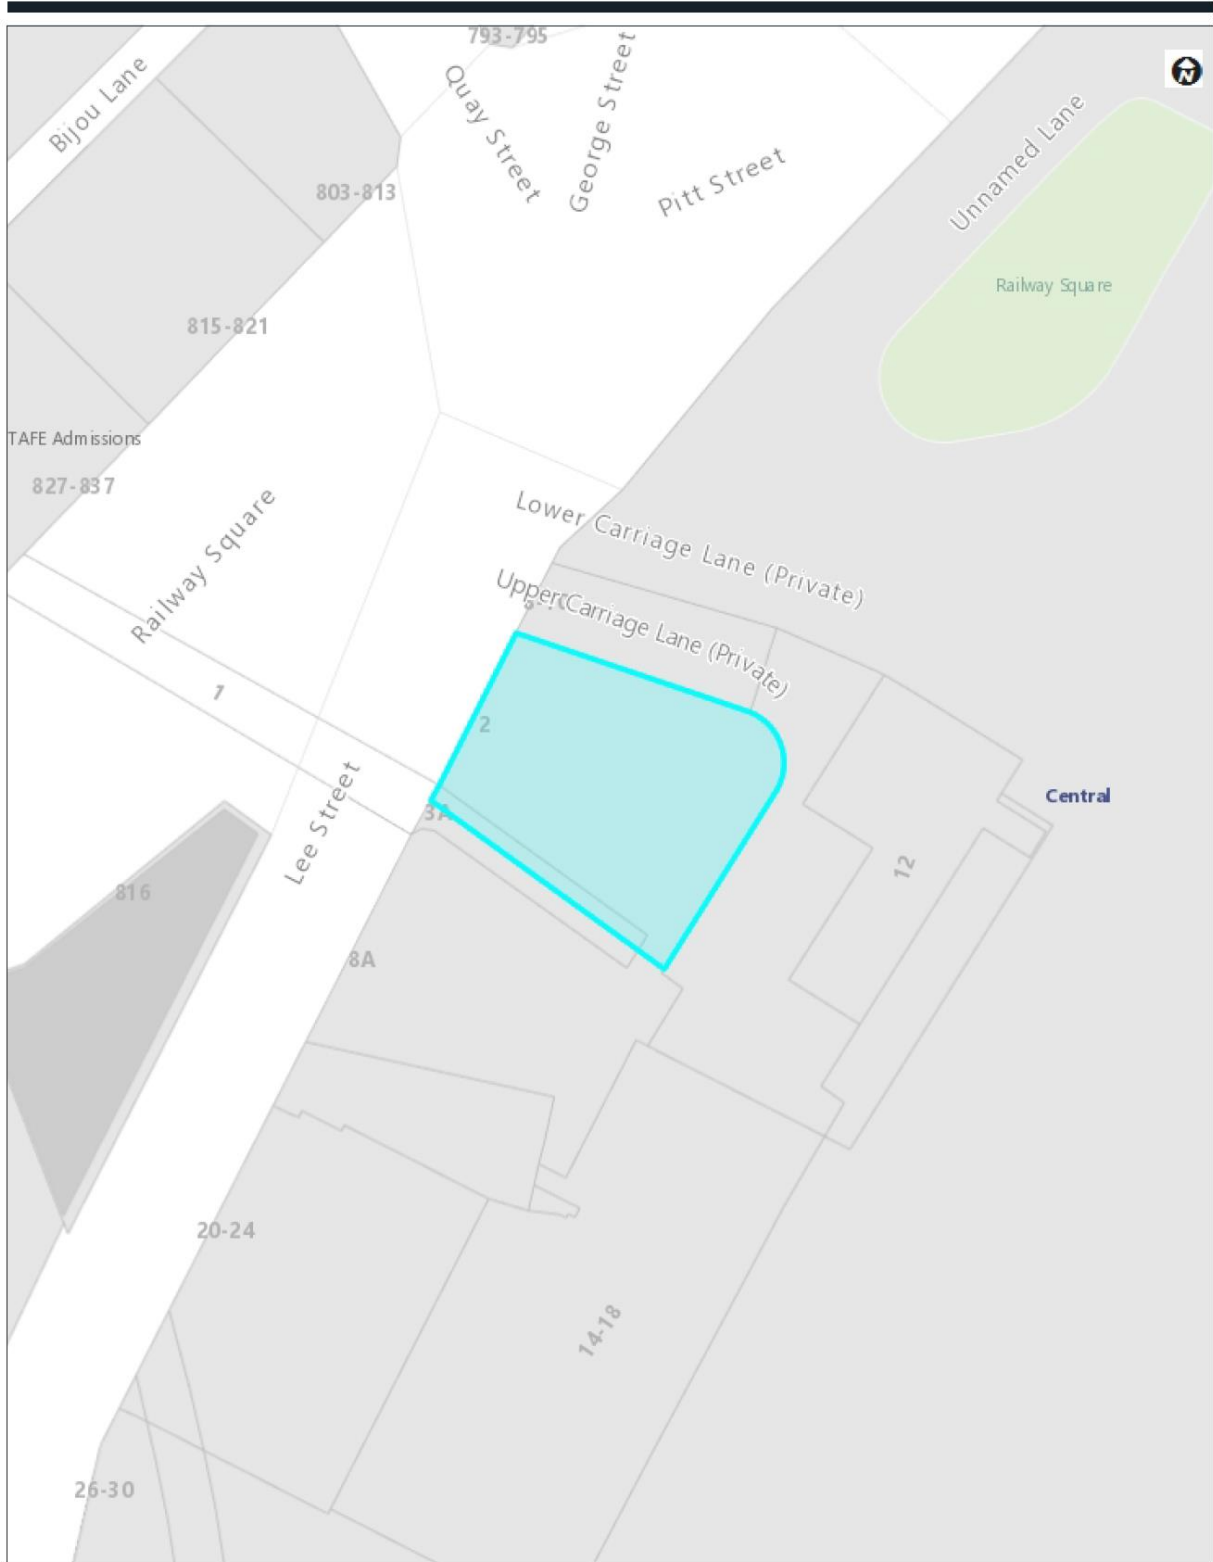 793-795
N
Bijou Lane
Quay Street
George Street
Pitt Street
Unnamed Lane
803-813
Railway Square
815-821
TAFE Admissions
827-837
Railway Square
Lower Carriage Lane (Private)
Upper Carriage Lane (Private)
1
2
Lee Street
3A
Central
12
816
8A
20-24
14-18
26-30